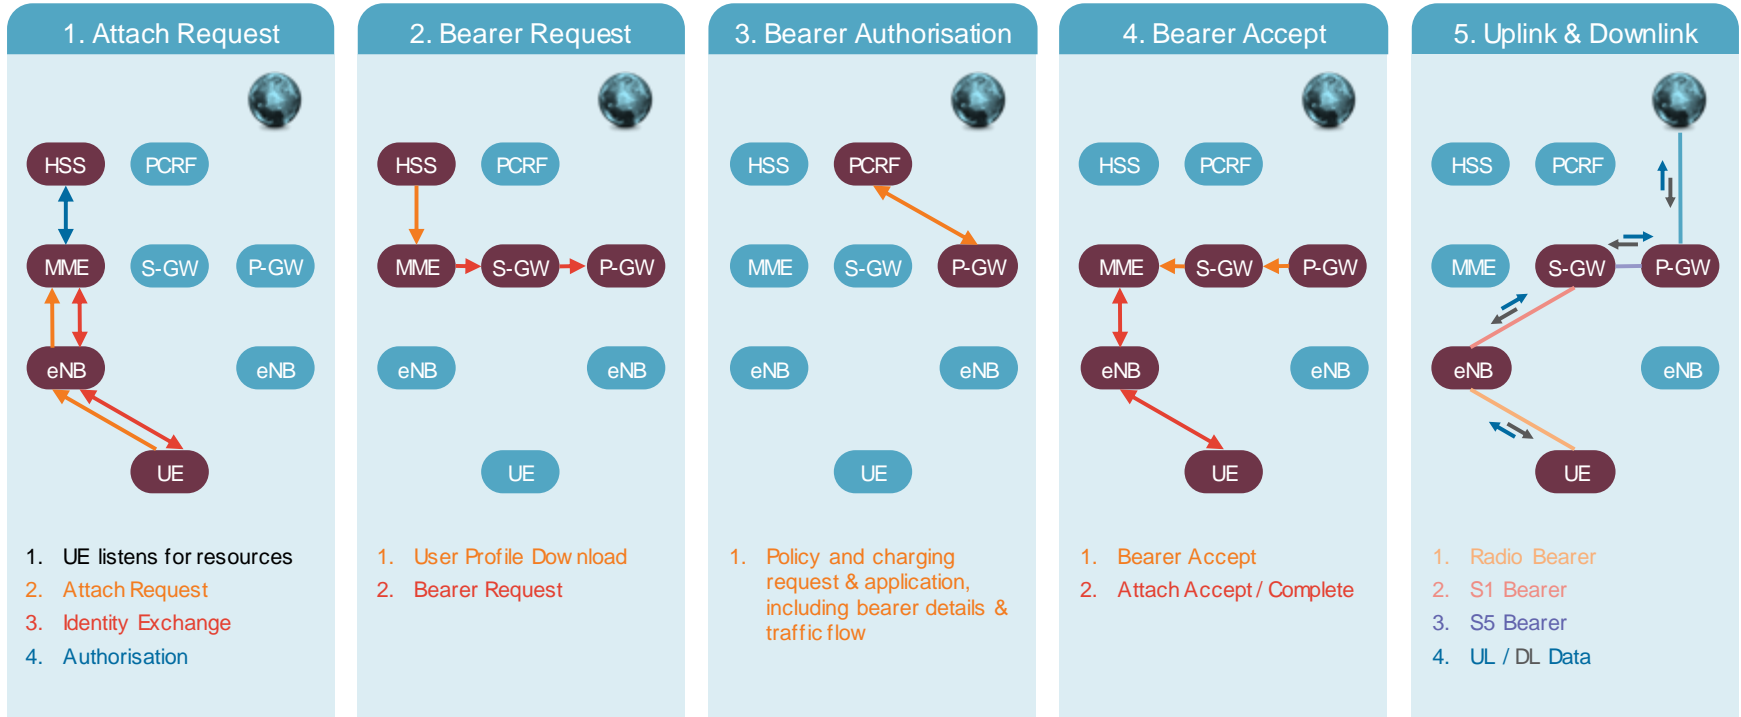 1. Attach Request
HSS
PCRF
MME
S-GW
P-GW
eNB
eNB
UE
1. UE listens for resources
2. Attach Request
3. Identity Exchange
4. Authorisation
2. Bearer Request
HSS
PCRF
MME
S-GW
P-GW
eNB
eNB
UE
1. User Profile Download
2. Bearer Request
3. Bearer Authorisation
HSS
PCRF
MME
S-GW
P-GW
eNB
eNB
UE
1. Policy and charging
request & application,
including bearer details &
traffic flow
4. Bearer Accept
HSS
PCRF
MME
S-GW
P-GW
eNB
eNB
UE
1. Bearer Accept
2. Attach Accept / Complete
5. Uplink & Downlink
HSS
PCRF
MME
S-GW
P-GW
eNB
eNB
UE
1. Radio Bearer
2. S1 Bearer
3. S5 Bearer
4. UL / DL Data